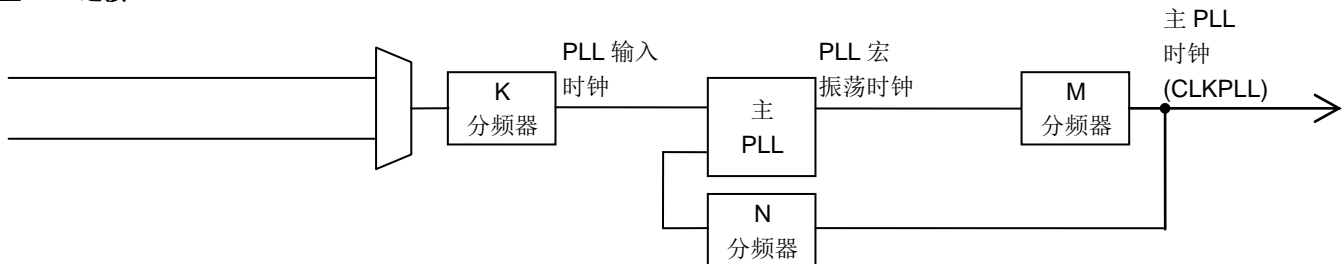 主 PLL
时钟
(CLKPLL)
PLL 输入
时钟
PLL 宏
振荡时钟
K
分频器
主
PLL
M
分频器
N
分频器